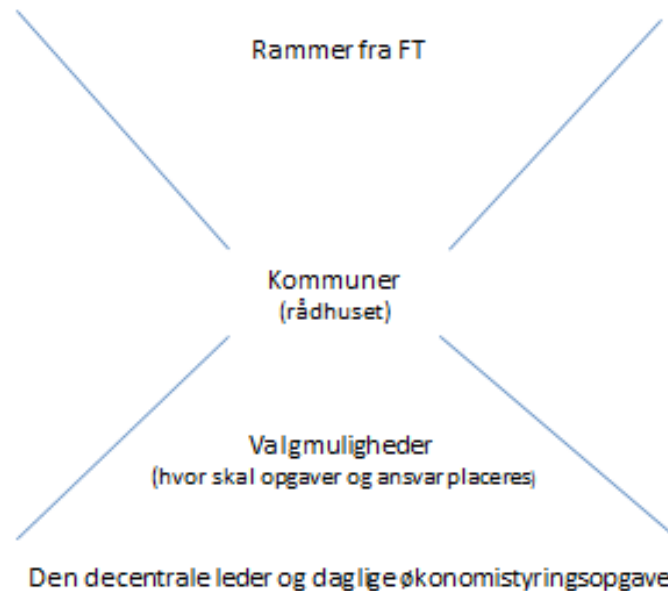 Rammer fra FT
Kommuner
(rådhuset)
Valgmuligheder
(hvor skal opgaver og ansvar placeres)
Den decentrale leder og daglige økonomistyringsopgave